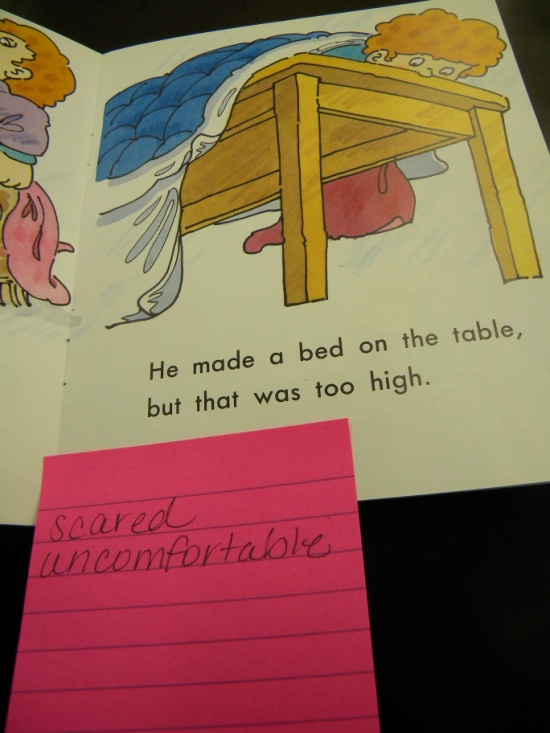 He made a bed on the table,
but that was too high.
scared
uncomfortable